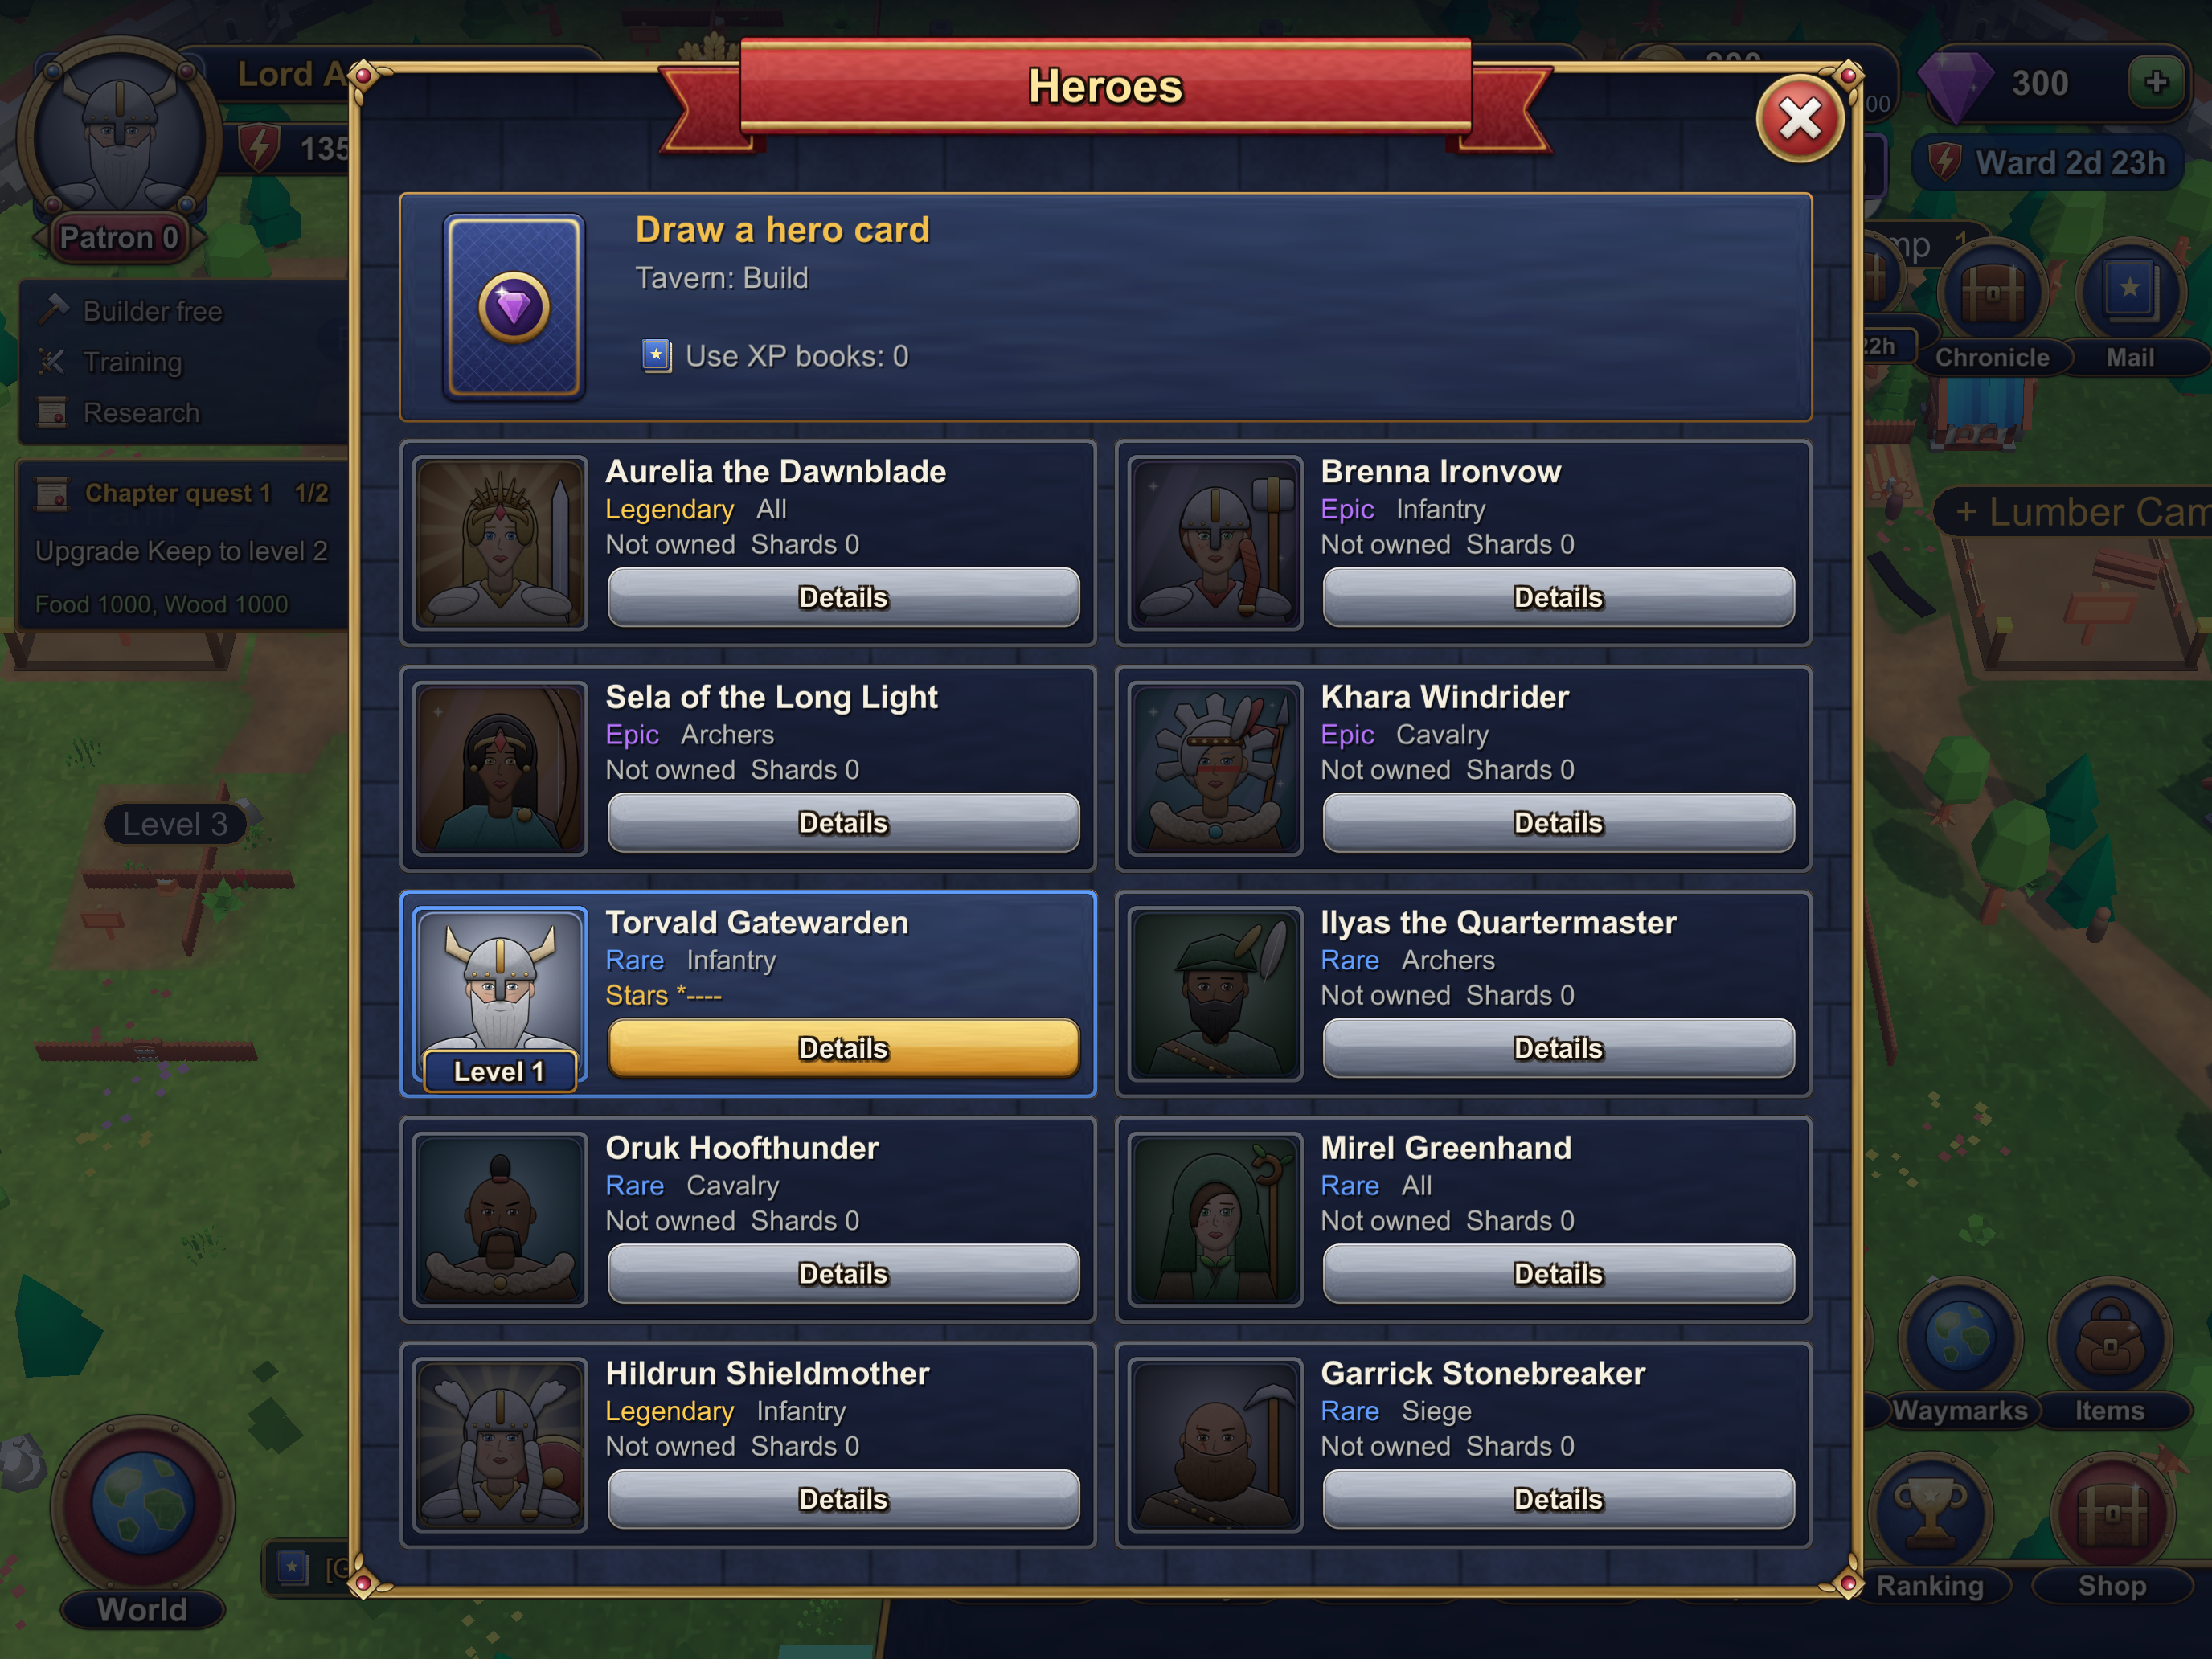 Heroes
Lord A
135
Patron 0
300
Ward 2d 23h
Builder free
Training
Research
Chapter quest 1 1/2
Upgrade Keep to level 2
Food 1000, Wood 1000
Chronicle
Mail
22h
+ Lumber Cam
Level 3
Draw a hero card
Tavern: Build
Use XP books: 0
Aurelia the Dawnblade
Legendary All
Not owned Shards 0
Details
Brenna Ironvow
Epic Infantry
Not owned Shards 0
Details
Sela of the Long Light
Epic Archers
Not owned Shards 0
Details
Khara Windrider
Epic Cavalry
Not owned Shards 0
Details
Torvald Gatewarden
Rare Infantry
Stars *----
Details
Level 1
Ilyas the Quartermaster
Rare Archers
Not owned Shards 0
Details
Oruk Hoofthunder
Rare Cavalry
Not owned Shards 0
Details
Mirel Greenhand
Rare All
Not owned Shards 0
Details
Hildrun Shieldmother
Legendary Infantry
Not owned Shards 0
Details
Garrick Stonebreaker
Rare Siege
Not owned Shards 0
Details
Waymarks
Items
Ranking
Shop
World